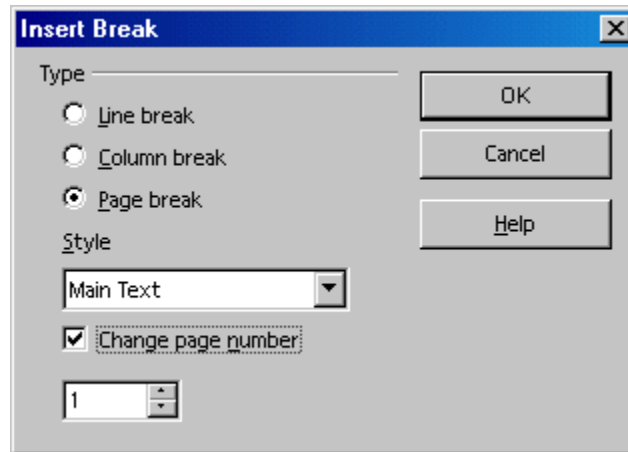 Insert Break
Type
Line break
Column break
Page break
Style
Main Text
Change page number
1
OK
Cancel
Help